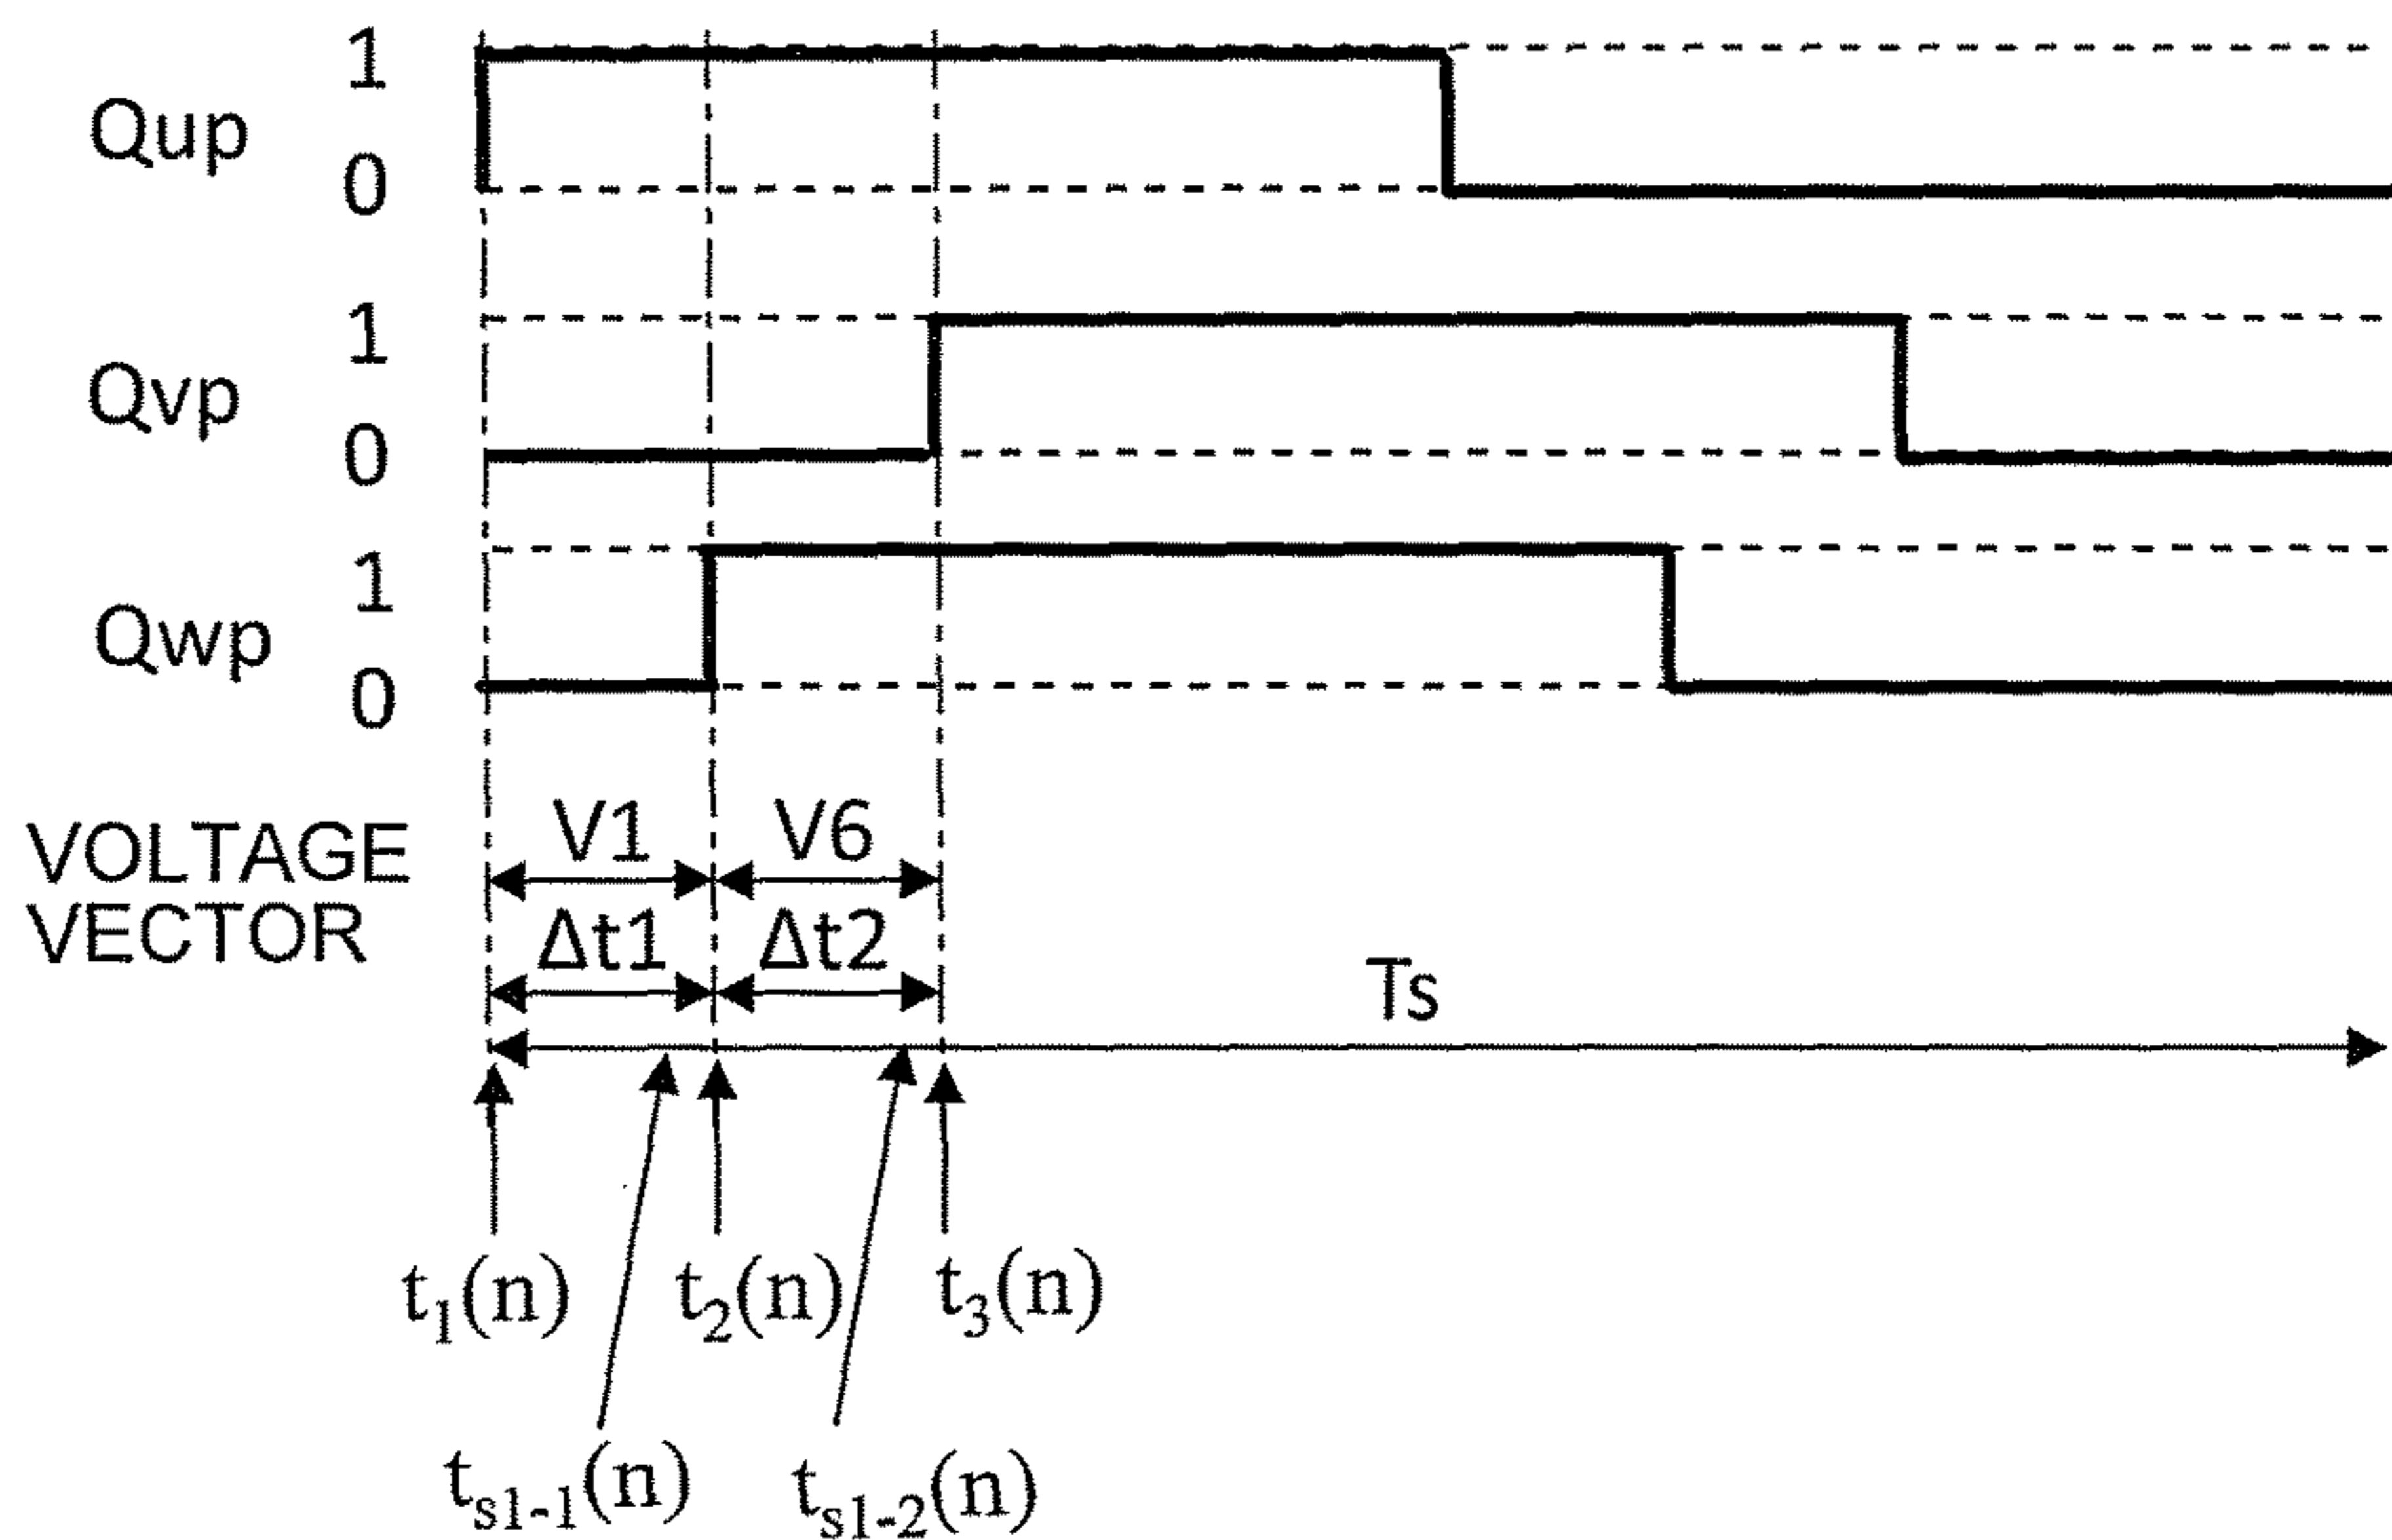 1
Qup
0
1
Qvp
0
1
Qwp
0
VOLTAGE
VECTOR
V1 V6
Δt1 Δt2
Ts
t1(n) t2(n) t3(n)
ts1-1(n) ts1-2(n)